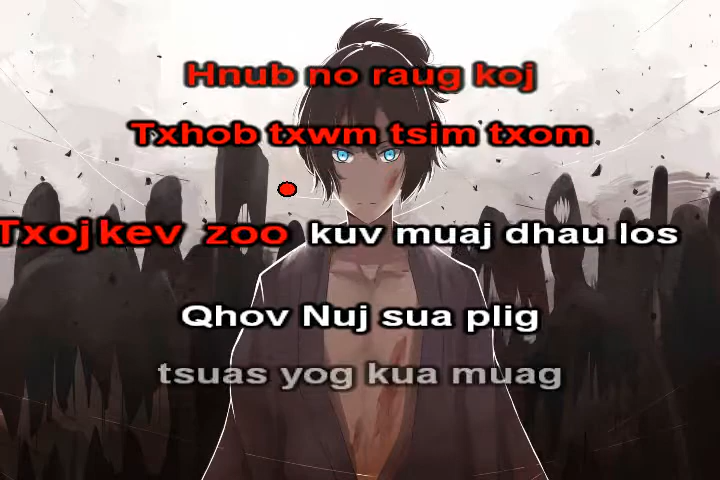 Hnub no raug koj
Txhob txwm tsim txom
Txoj kev zoo kuv muaj dhau los
Qhov Nuj sua plig
tsuas yog kua muag